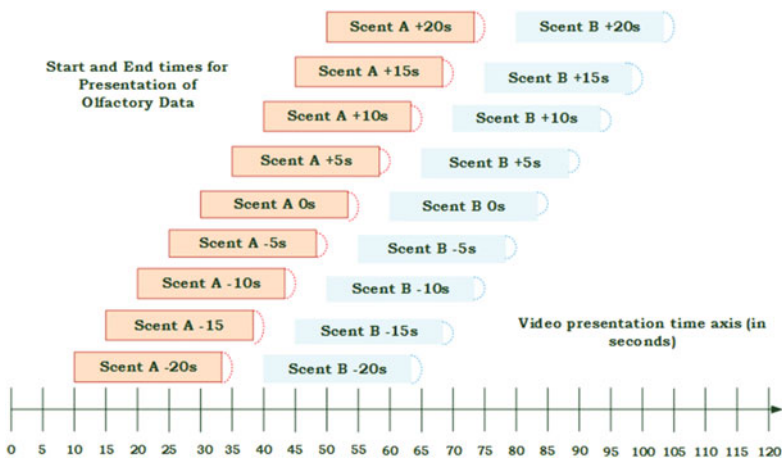 Start and End times for
Presentation of
Olfactory Data
Scent A +20s
Scent B +20s
Scent A +15s
Scent B +15s
Scent A +10s
Scent B +10s
Scent A +5s
Scent B +5s
Scent A 0s
Scent B 0s
Scent A -5s
Scent B -5s
Scent A -10s
Scent B -10s
Scent A -15
Scent B -15s
Scent A -20s
Scent B -20s
Video presentation time axis (in
seconds)
0 5 10 15 20 25 30 35 40 45 50 55 60 65 70 75 80 85 90 95 100 105 110 115 120